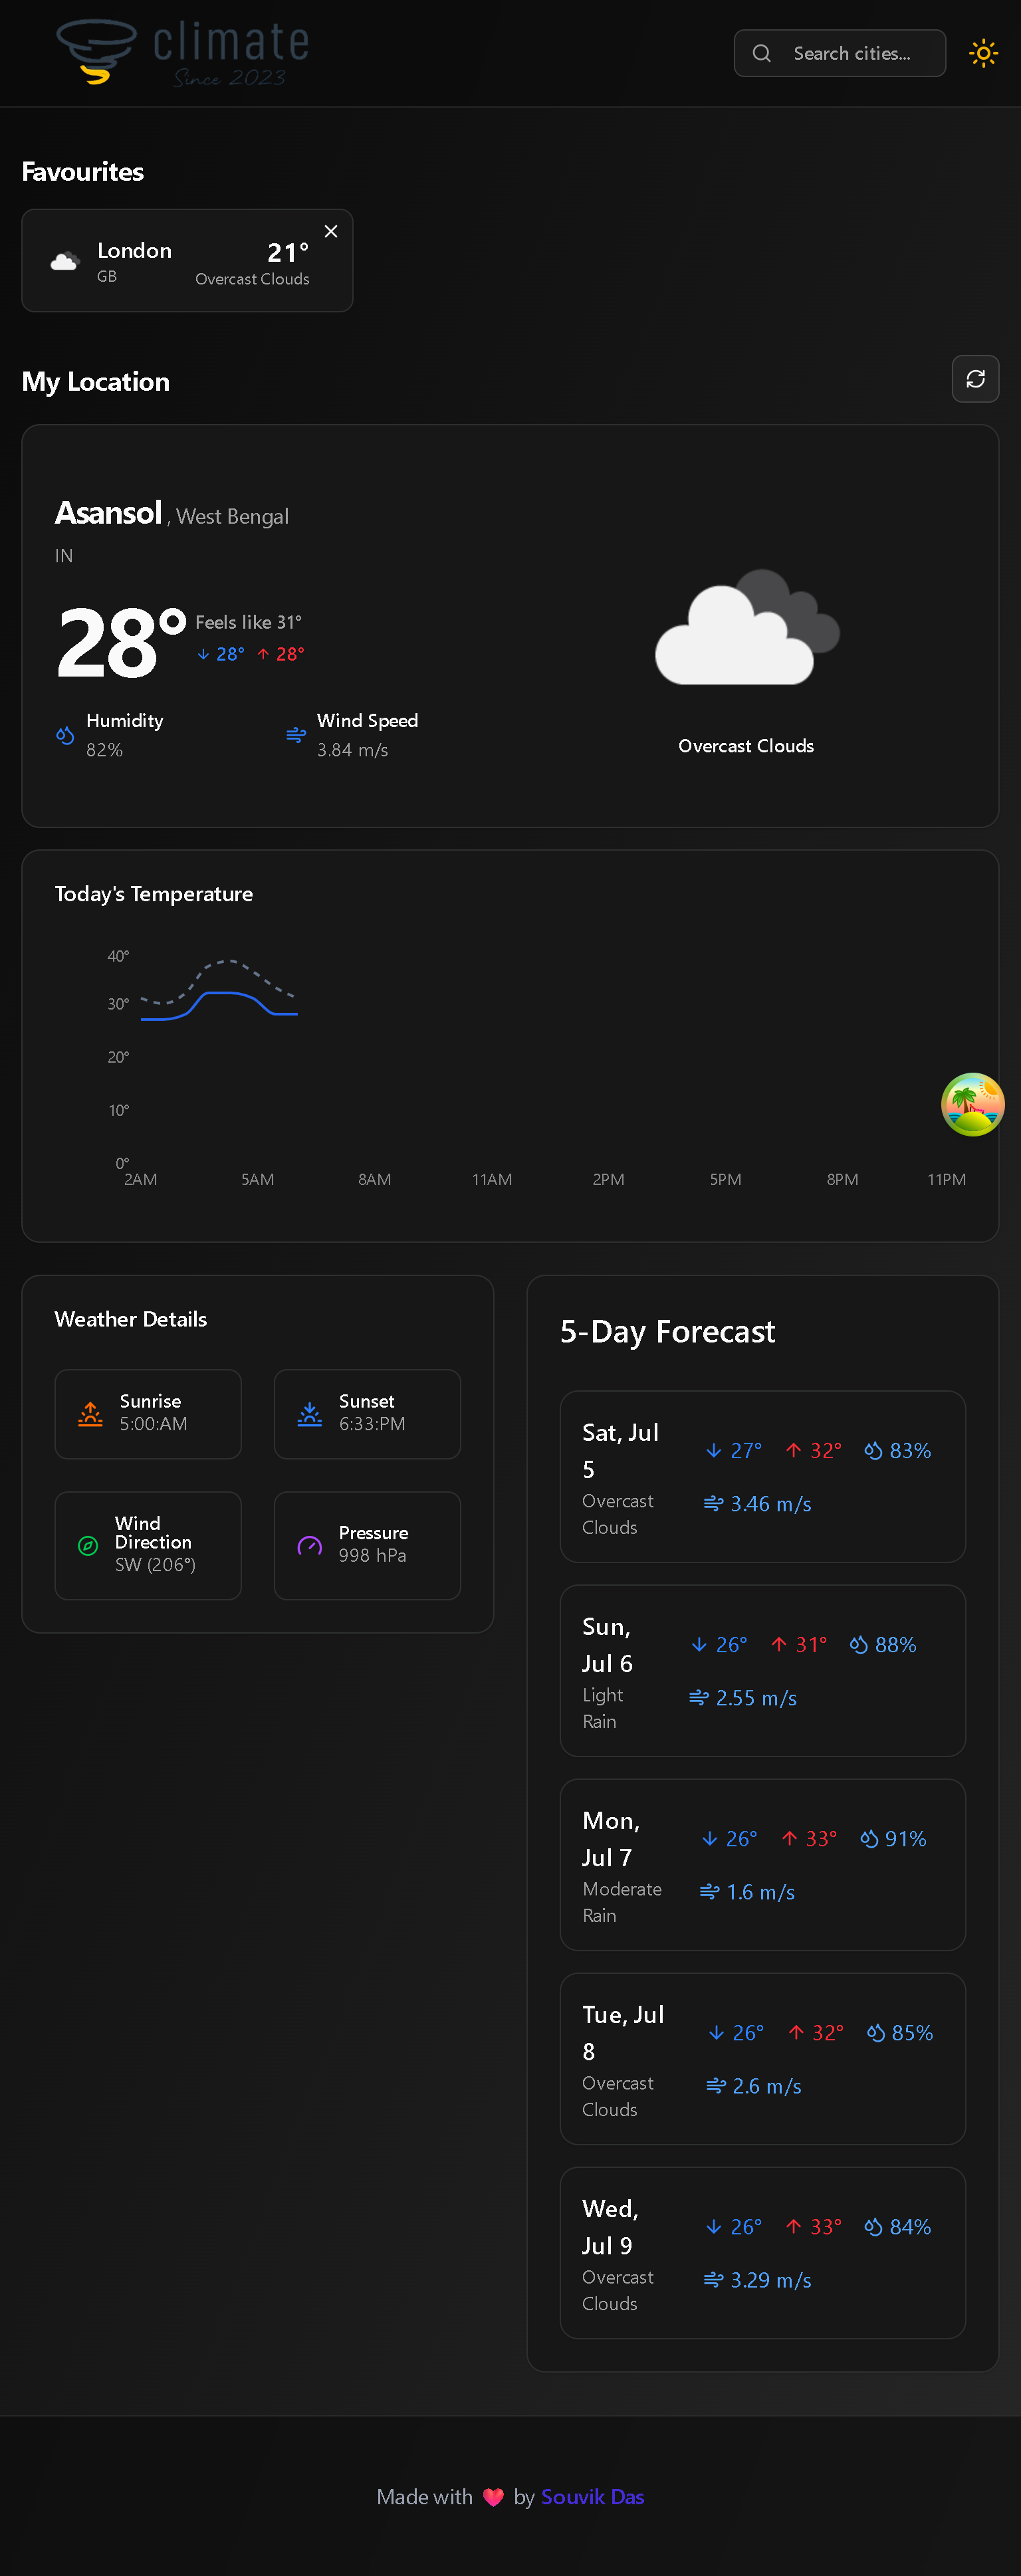 climate
Since 2023
Search cities...
Favourites
London
GB
21°
Overcast Clouds
My Location
Asansol , West Bengal
IN
28°
Feels like 31°
28° 28°
Humidity
82%
Wind Speed
3.84 m/s
Overcast Clouds
Today's Temperature
40°
30°
20°
10°
0°
2AM 5AM 8AM 11AM 2PM 5PM 8PM 11PM
Weather Details
Sunrise
5:00:AM
Sunset
6:33:PM
Wind
Direction
SW (206°)
Pressure
998 hPa
5-Day Forecast
Sat, Jul
5
Overcast
Clouds
27° 32° 83%
3.46 m/s
Sun,
Jul 6
Light
Rain
26° 31° 88%
2.55 m/s
Mon,
Jul 7
Moderate
Rain
26° 33° 91%
1.6 m/s
Tue, Jul
8
Overcast
Clouds
26° 32° 85%
2.6 m/s
Wed,
Jul 9
Overcast
Clouds
26° 33° 84%
3.29 m/s
Made with ❤️ by Souvik Das